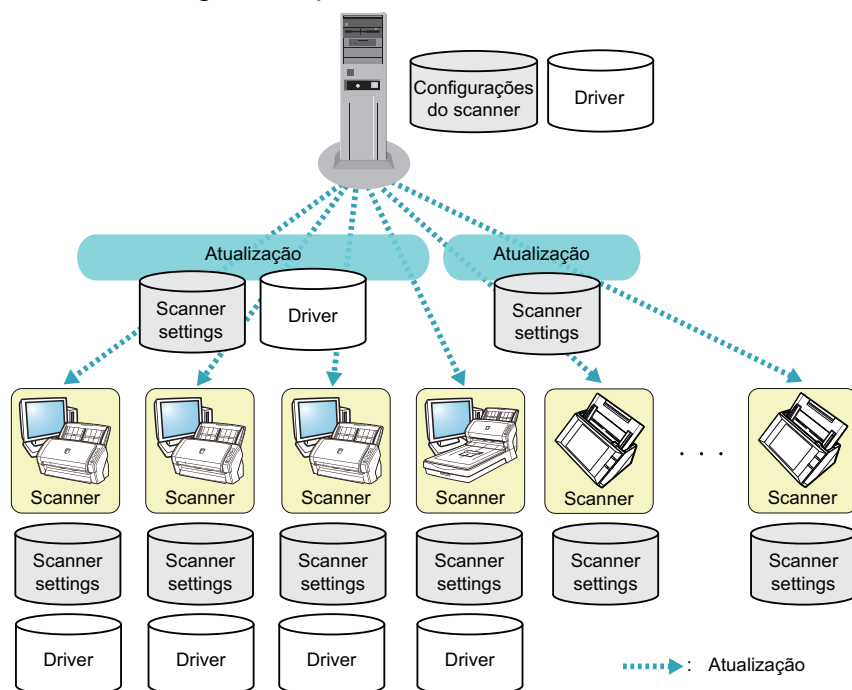 Configurações
do scanner
Driver
Atualização
Atualização
Scanner
settings
Driver
Scanner
settings
Scanner
Scanner
Scanner
Scanner
Scanner
. . .
Scanner
Scanner
settings
Scanner
settings
Scanner
settings
Scanner
settings
Scanner
settings
Scanner
settings
Driver
Driver
Driver
Driver
: Atualização